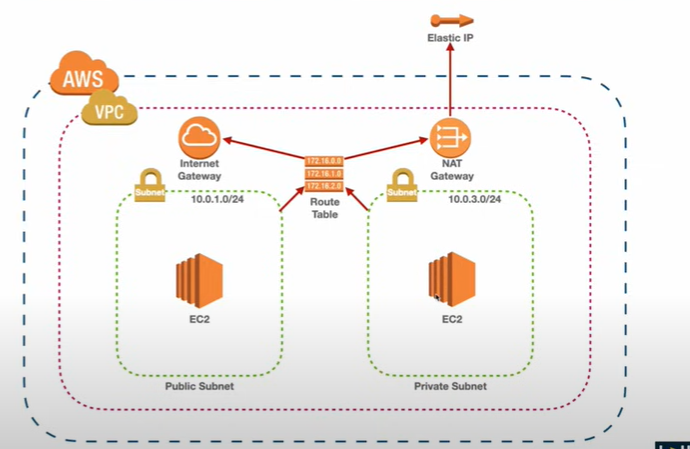 Elastic IP
AWS
VPC
Internet
Gateway
172.16.0.0
172.16.1.0
172.16.2.0
NAT
Gateway
Route
Table
Subnet
10.0.1.0/24
Subnet
10.0.3.0/24
EC2
EC2
Public Subnet
Private Subnet